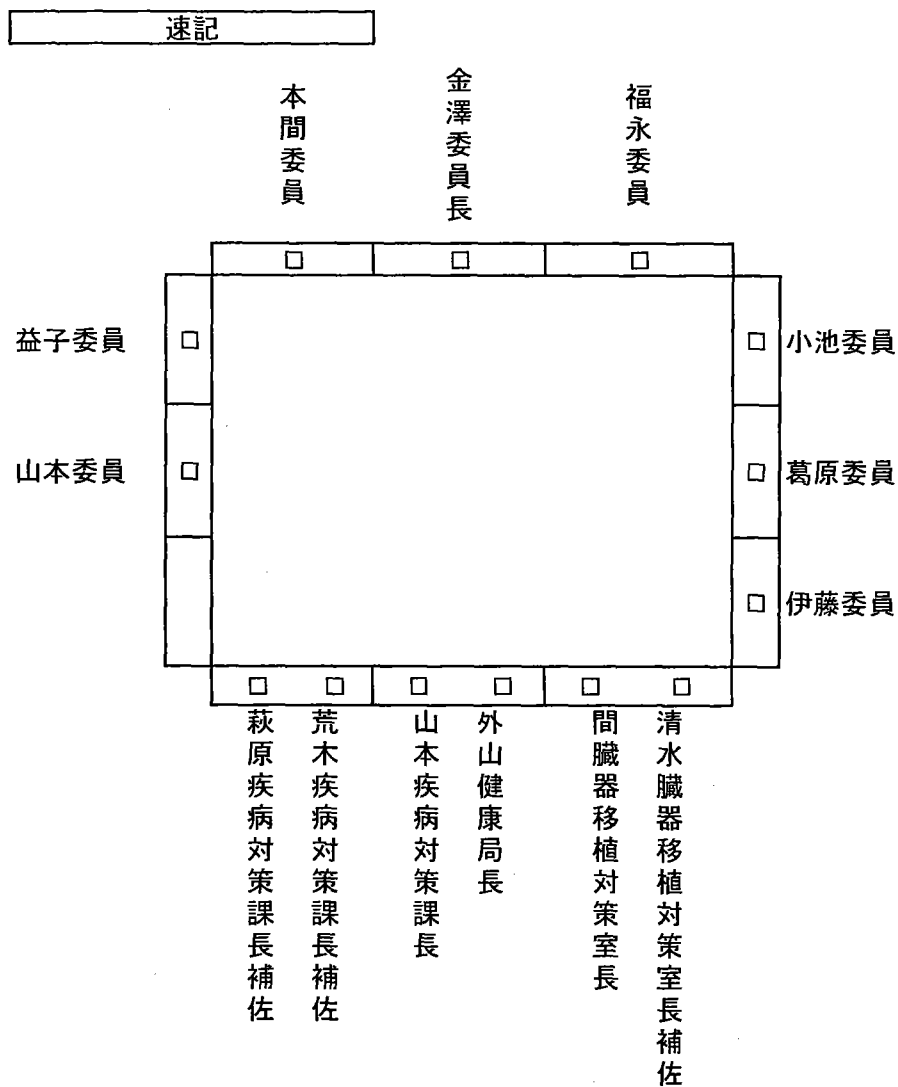 速記
本間委員
金澤委員長
福永委員
益子委員
小池委員
山本委員
葛原委員
伊藤委員
萩原疾病対策課長補佐
荒木疾病対策課長補佐
山本疾病対策課長
外山健康局長
間臓器移植対策室長
清水臓器移植対策室長補佐